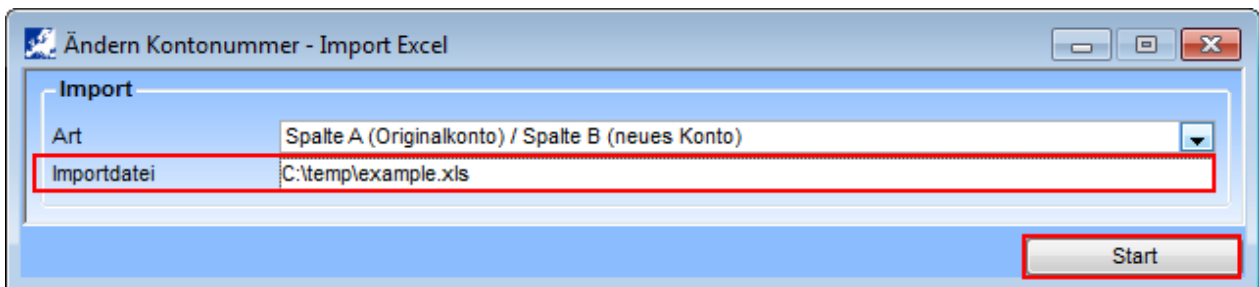 Ändern Kontonummer - Import Excel
Import
Art Spalte A (Originalkonto) / Spalte B (neues Konto)
Importdatei C:\temp\example.xls
Start